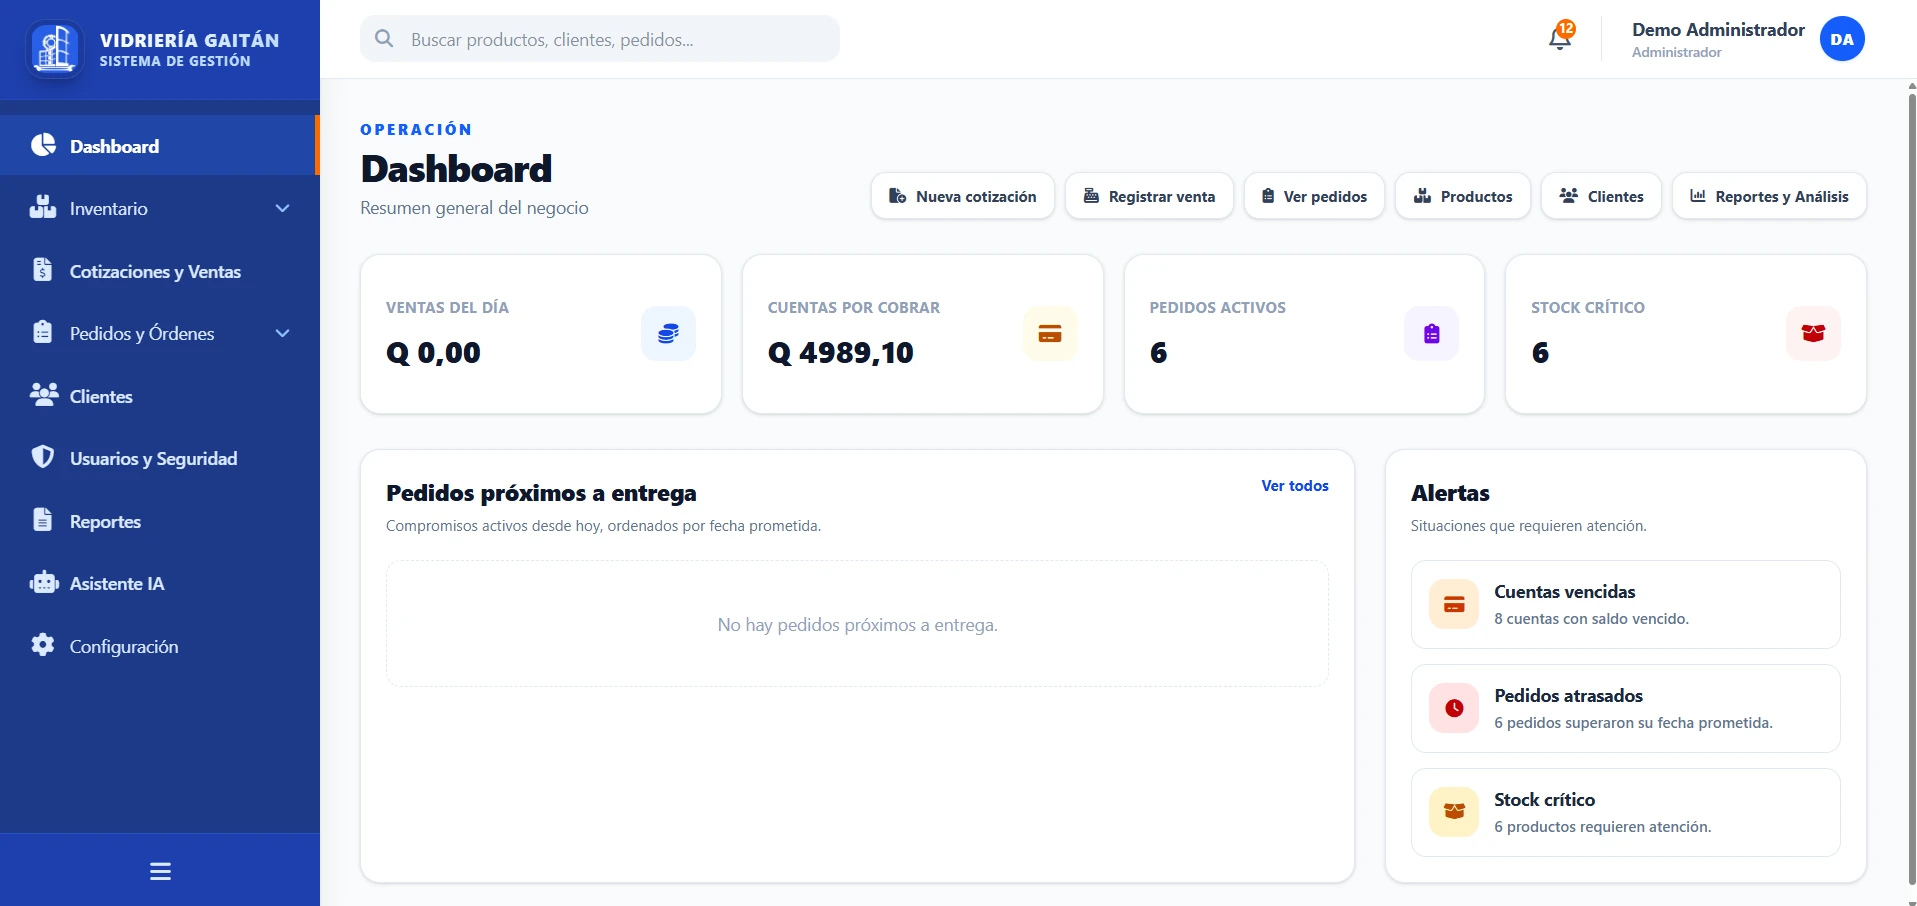 VIDRIERÍA GAITÁN
SISTEMA DE GESTIÓN
Dashboard
Inventario
Cotizaciones y Ventas
Pedidos y Órdenes
Clientes
Usuarios y Seguridad
Reportes
Asistente IA
Configuración
Buscar productos, clientes, pedidos...
12
Demo Administrador
Administrador
DA
OPERACIÓN
Dashboard
Resumen general del negocio
Nueva cotización
Registrar venta
Ver pedidos
Productos
Clientes
Reportes y Análisis
VENTAS DEL DÍA
Q 0,00
CUENTAS POR COBRAR
Q 4989,10
PEDIDOS ACTIVOS
6
STOCK CRÍTICO
6
Pedidos próximos a entrega
Ver todos
Compromisos activos desde hoy, ordenados por fecha prometida.
No hay pedidos próximos a entrega.
Alertas
Situaciones que requieren atención.
Cuentas vencidas
8 cuentas con saldo vencido.
Pedidos atrasados
6 pedidos superaron su fecha prometida.
Stock crítico
6 productos requieren atención.